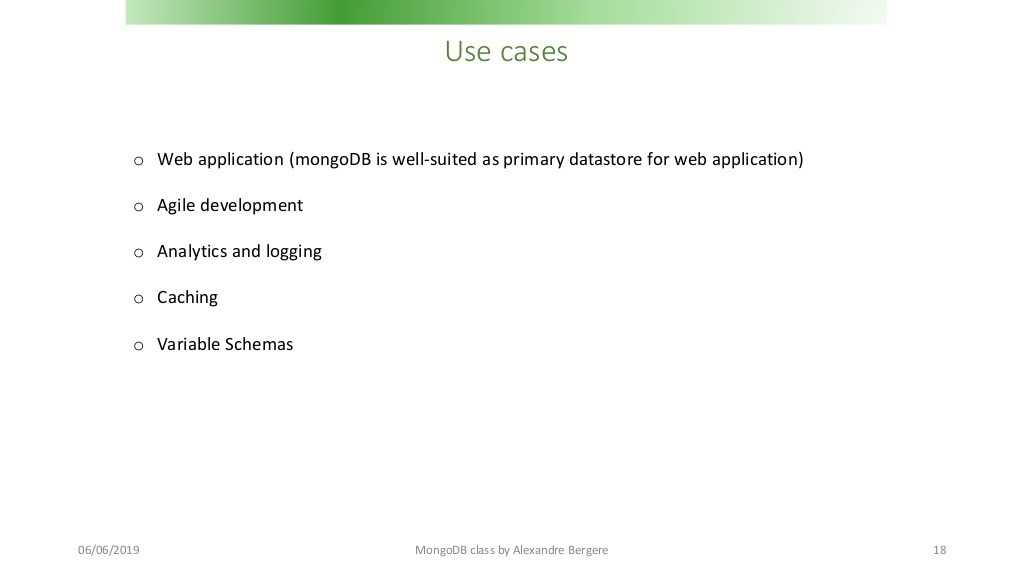 Use cases
o Web application (mongoDB is well-suited as primary datastore for web application)
o Agile development
o Analytics and logging
o Caching
o Variable Schemas
06/06/2019 MongoDB class by Alexandre Bergere 18